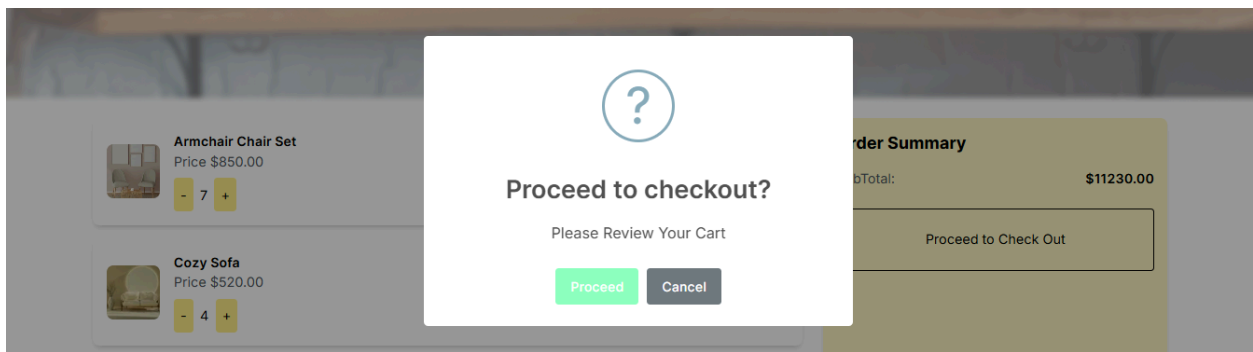 Armchair Chair Set
Price $850.00
- 7 +
Cozy Sofa
Price $520.00
- 4 +
?
Proceed to checkout?
Please Review Your Cart
Proceed Cancel
rder Summary
bTotal: $11230.00
Proceed to Check Out